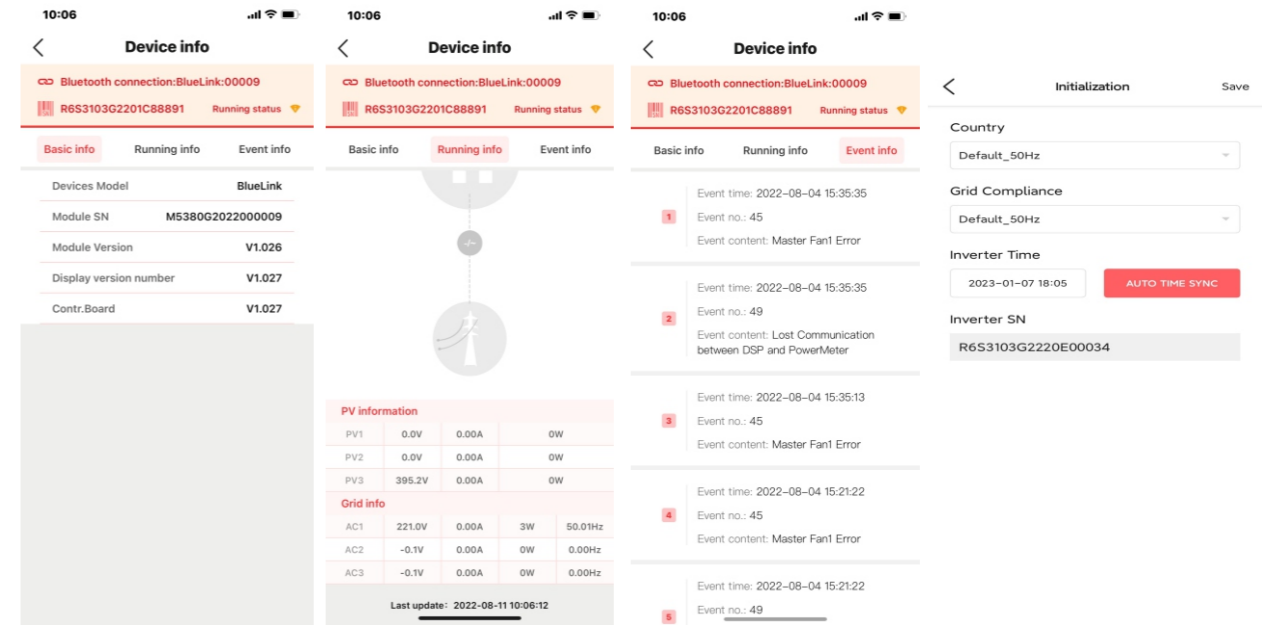 10:06
Device info
Bluetooth connection:BlueLink:00009
R6S3103G2201C88891 Running status
Basic info Running info Event info
Devices Model BlueLink
Module SN M5380G2022000009
Module Version V1.026
Display version number V1.027
Contr.Board V1.027
10:06
Device info
Bluetooth connection:BlueLink:00009
R6S3103G2201C88891 Running status
Basic info Running info Event info
PV information
PV1 0.0V 0.00A 0W
PV2 0.0V 0.00A 0W
PV3 395.2V 0.00A 0W
Grid info
AC1 221.0V 0.00A 3W 50.01Hz
AC2 -0.1V 0.00A 0W 0.00Hz
AC3 -0.1V 0.00A 0W 0.00Hz
Last update: 2022-08-11 10:06:12
10:06
Device info
Bluetooth connection:BlueLink:00009
R6S3103G2201C88891 Running status
Basic info Running info Event info
1
Event time: 2022-08-04 15:35:35
Event no.: 45
Event content: Master Fan1 Error
2
Event time: 2022-08-04 15:35:35
Event no.: 49
Event content: Lost Communication
between DSP and PowerMeter
3
Event time: 2022-08-04 15:35:13
Event no.: 45
Event content: Master Fan1 Error
4
Event time: 2022-08-04 15:21:22
Event no.: 45
Event content: Master Fan1 Error
5
Event time: 2022-08-04 15:21:22
Event no.: 49
Initialization Save
Country
Default_50Hz
Grid Compliance
Default_50Hz
Inverter Time
2023-01-07 18:05 AUTO TIME SYNC
Inverter SN
R6S3103G2220E00034